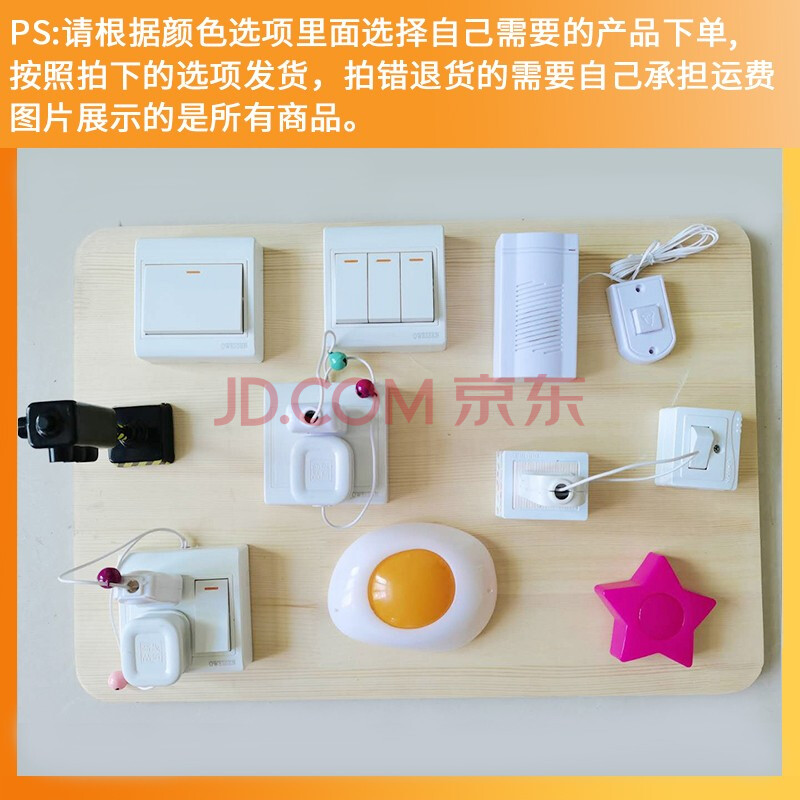 PS:请根据颜色选项里面选择自己需要的产品下单,
按照拍下的选项发货，拍错退货的需要自己承担运费
图片展示的是所有商品。
JD.COM 京东